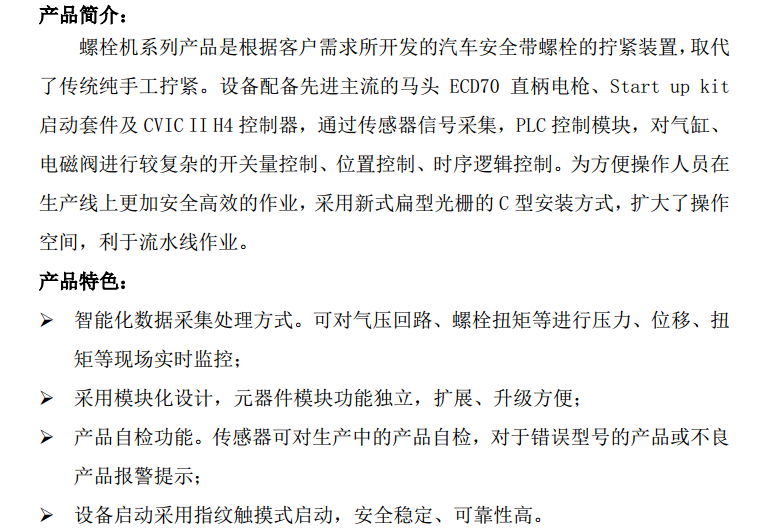 产品简介：
螺栓机系列产品是根据客户需求所开发的汽车安全带螺栓的拧紧装置，取代
了传统纯手工拧紧。设备配备先进主流的马头 ECD70 直柄电枪、Start up kit
启动套件及 CVIC II H4 控制器，通过传感器信号采集，PLC 控制模块，对气缸、
电磁阀进行较复杂的开关量控制、位置控制、时序逻辑控制。为方便操作人员在
生产线上更加安全高效的作业，采用新式扁型光栅的 C 型安装方式，扩大了操作
空间，利于流水线作业。
产品特色：
➢ 智能化数据采集处理方式。可对气压回路、螺栓扭矩等进行压力、位移、扭
矩等现场实时监控；
➢ 采用模块化设计，元器件模块功能独立，扩展、升级方便；
➢ 产品自检功能。传感器可对生产中的产品自检，对于错误型号的产品或不良
产品报警提示；
➢ 设备启动采用指纹触摸式启动，安全稳定、可靠性高。